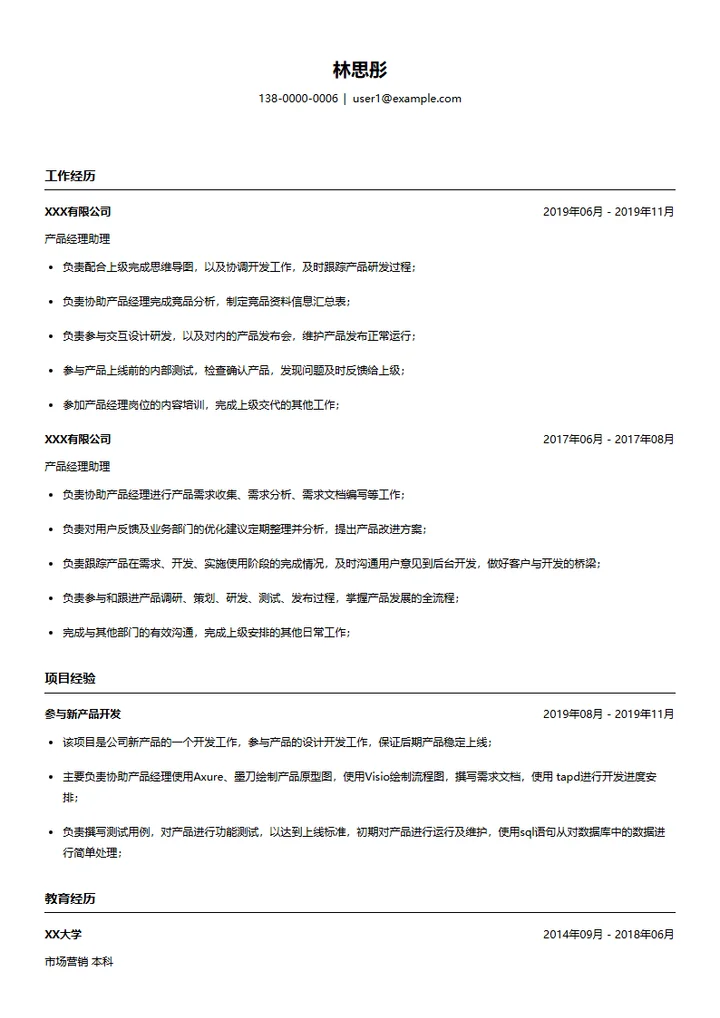 林思彤
138-0000-0006 | user1@example.com
工作经历
XXX有限公司 2019年06月 - 2019年11月
产品经理助理
• 负责配合上级完成思维导图，以及协调开发工作，及时跟踪产品研发过程；
• 负责协助产品经理完成竞品分析，制定竞品资料信息汇总表；
• 负责参与交互设计研发，以及对内的产品发布会，维护产品发布正常运行；
• 参与产品上线前的内部测试，检查确认产品，发现问题及时反馈给上级；
• 参加产品经理岗位的内容培训，完成上级交代的其他工作；
XXX有限公司 2017年06月 - 2017年08月
产品经理助理
• 负责协助产品经理进行产品需求收集、需求分析、需求文档编写等工作；
• 负责对用户反馈及业务部门的优化建议定期整理并分析，提出产品改进方案；
• 负责跟踪产品在需求、开发、实施使用阶段的完成情况，及时沟通用户意见到后台开发，做好客户与开发的桥梁；
• 负责参与和跟进产品调研、策划、研发、测试、发布过程，掌握产品发展的全流程；
• 完成与其他部门的有效沟通，完成上级安排的其他日常工作；
项目经验
参与新产品开发 2019年08月 - 2019年11月
• 该项目是公司新产品的一个开发工作，参与产品的设计开发工作，保证后期产品稳定上线；
• 主要负责协助产品经理使用Axure、墨刀绘制产品原型图，使用Visio绘制流程图，撰写需求文档，使用 tapd进行开发进度安
排；
• 负责撰写测试用例，对产品进行功能测试，以达到上线标准，初期对产品进行运行及维护，使用sql语句从对数据库中的数据进
行简单处理；
教育经历
XX大学 2014年09月 - 2018年06月
市场营销 本科